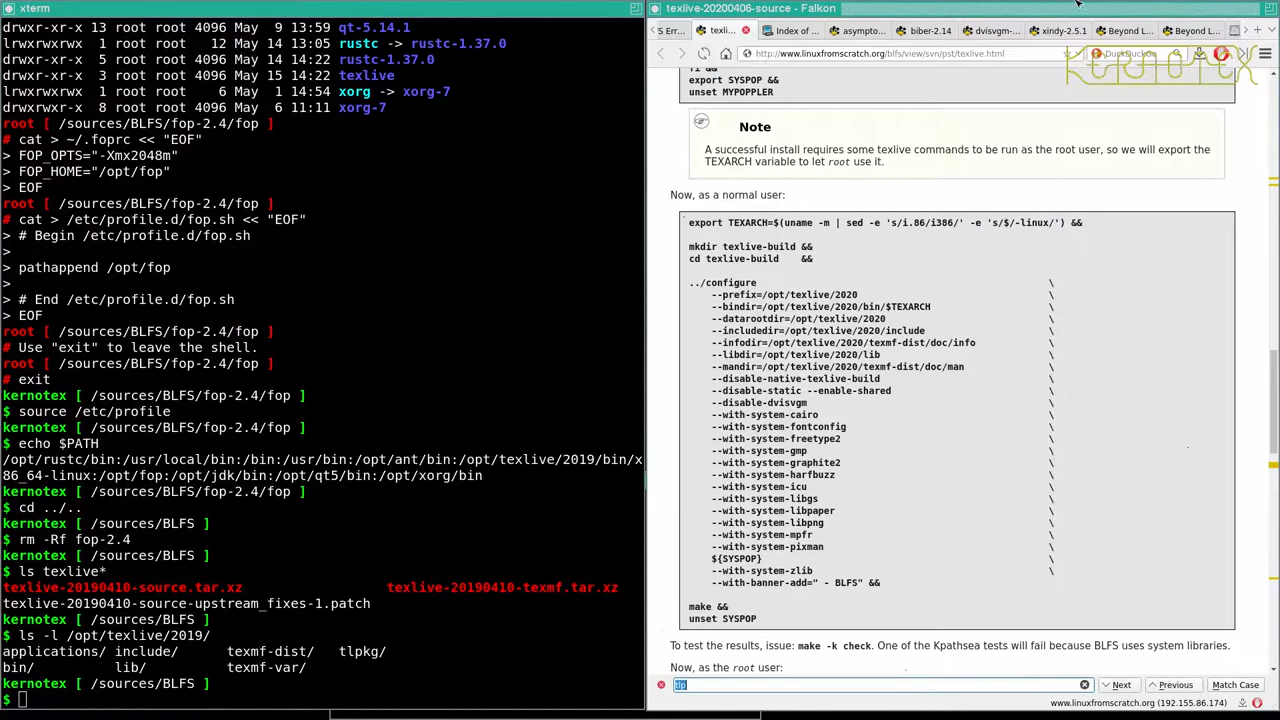 xterm
drwxr-xr-x 13 root root 4096 May  9 13:59 qt-5.14.1
lrwxrwxrwx  1 root root   12 May 14 13:05 rustc -> rustc-1.37.0
drwxr-xr-x  5 root root 4096 May 14 14:22 rustc-1.37.0
drwxr-xr-x  3 root root 4096 May 15 14:22 texlive
lrwxrwxrwx  1 root root    6 May  1 14:54 xorg -> xorg-7
drwxr-xr-x  8 root root 4096 May  6 11:11 xorg-7
root [ /sources/BLFS/fop-2.4/fop ]
# cat > ~/.foprc << "EOF"
> FOP_OPTS="-Xmx2048m"
> FOP_HOME="/opt/fop"
> EOF
root [ /sources/BLFS/fop-2.4/fop ]
# cat > /etc/profile.d/fop.sh << "EOF"
> # Begin /etc/profile.d/fop.sh
>
> pathappend /opt/fop
>
> # End /etc/profile.d/fop.sh
> EOF
root [ /sources/BLFS/fop-2.4/fop ]
# Use "exit" to leave the shell.
root [ /sources/BLFS/fop-2.4/fop ]
# exit
kernotex [ /sources/BLFS/fop-2.4/fop ]
$ source /etc/profile
kernotex [ /sources/BLFS/fop-2.4/fop ]
$ echo $PATH
/opt/rustc/bin:/usr/local/bin:/bin:/usr/bin:/opt/ant/bin:/opt/texlive/2019/bin/x
86_64-linux:/opt/fop:/opt/jdk/bin:/opt/qt5/bin:/opt/xorg/bin
kernotex [ /sources/BLFS/fop-2.4/fop ]
$ cd ../..
kernotex [ /sources/BLFS ]
$ rm -Rf fop-2.4
kernotex [ /sources/BLFS ]
$ ls texlive*
texlive-20190410-source.tar.xz                  texlive-20190410-texmf.tar.xz
texlive-20190410-source-upstream_fixes-1.patch
kernotex [ /sources/BLFS ]
$ ls -l /opt/texlive/2019/
applications/ include/      texmf-dist/   tlpkg/
bin/          lib/          texmf-var/
kernotex [ /sources/BLFS ]
$
texlive-20200406-source - Falkon
S Err... texli... Index of ... asympto... biber-2.14 dvisvgm-... xindy-2.5.1 Beyond L... Beyond L...
http://www.linuxfromscratch.org/blfs/view/svn/pst/texlive.html DuckDuckGo
KERNOTEX
fi &&
export SYSPOP &&
unset MYPOPPLER
Note
A successful install requires some texlive commands to be run as the root user, so we will export the
TEXARCH variable to let root use it.
Now, as a normal user:
export TEXARCH=$(uname -m | sed -e 's/i.86/i386/' -e 's/$/-linux/') &&
mkdir texlive-build &&
cd texlive-build    &&
../configure \
--prefix=/opt/texlive/2020 \
--bindir=/opt/texlive/2020/bin/$TEXARCH \
--datarootdir=/opt/texlive/2020 \
--includedir=/opt/texlive/2020/include \
--infodir=/opt/texlive/2020/texmf-dist/doc/info \
--libdir=/opt/texlive/2020/lib \
--mandir=/opt/texlive/2020/texmf-dist/doc/man \
--disable-native-texlive-build \
--disable-static --enable-shared \
--disable-dvisvgm \
--with-system-cairo \
--with-system-fontconfig \
--with-system-freetype2 \
--with-system-gmp \
--with-system-graphite2 \
--with-system-harfbuzz \
--with-system-icu \
--with-system-libgs \
--with-system-libpaper \
--with-system-libpng \
--with-system-mpfr \
--with-system-pixman \
${SYSPOP} \
--with-system-zlib \
--with-banner-add=" - BLFS" &&
make &&
unset SYSPOP
To test the results, issue: make -k check. One of the Kpathsea tests will fail because BLFS uses system libraries.
Now, as the root user:
Next Previous Match Case
www.linuxfromscratch.org (192.155.86.174)